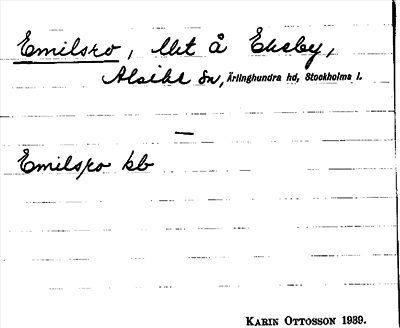 Emilsro, Lht å Ekeby,
Alsike sn, Ärlinghundra hd, Stockholms l.
—
Emilsro kb
KARIN OTTOSSON 1939.